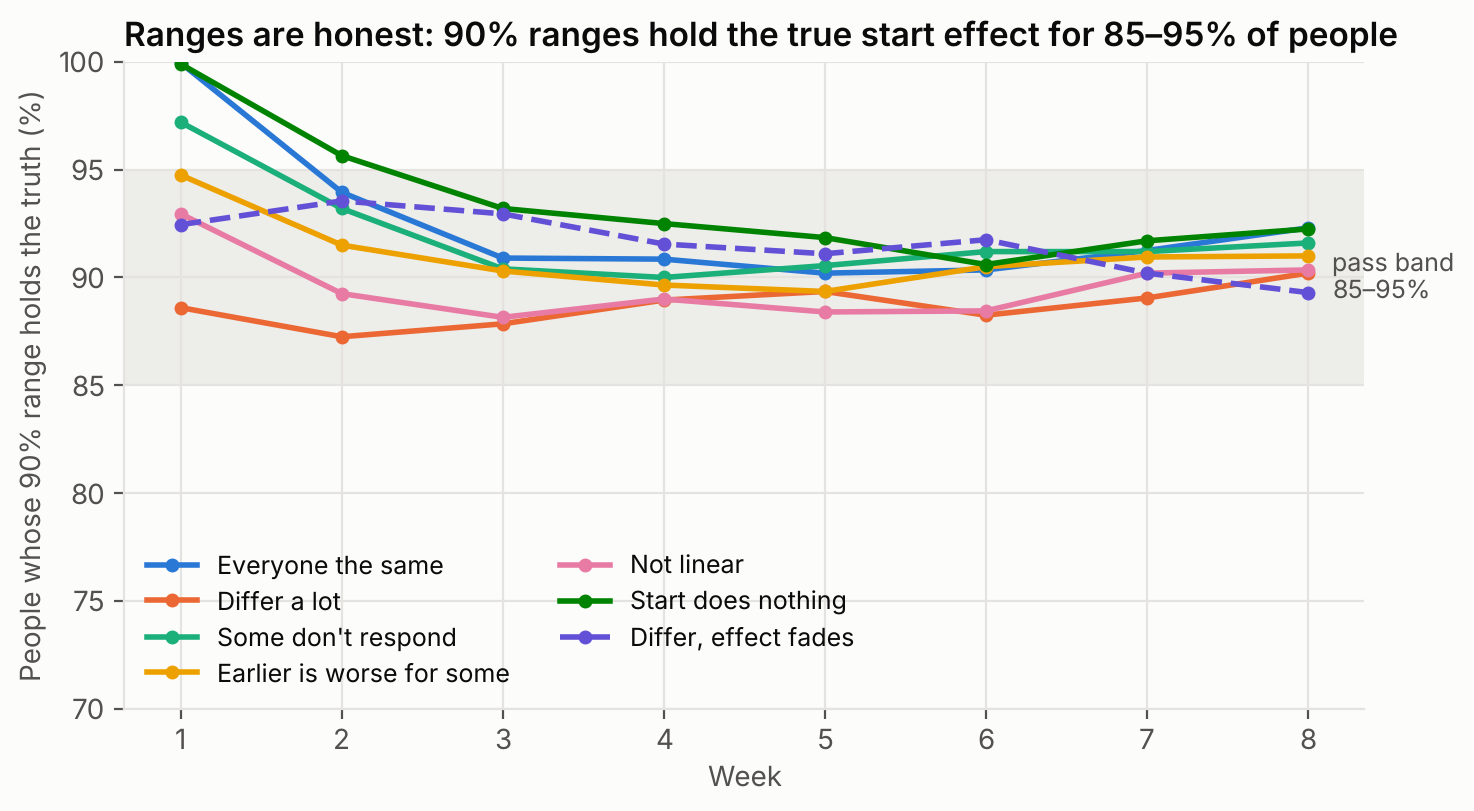 Ranges are honest: 90% ranges hold the true start effect for 85–95% of people
People whose 90% range holds the truth (%)
100
95
90
85
80
75
70
pass band
85–95%
Everyone the same
Differ a lot
Some don't respond
Earlier is worse for some
Not linear
Start does nothing
Differ, effect fades
1 2 3 4 5 6 7 8
Week